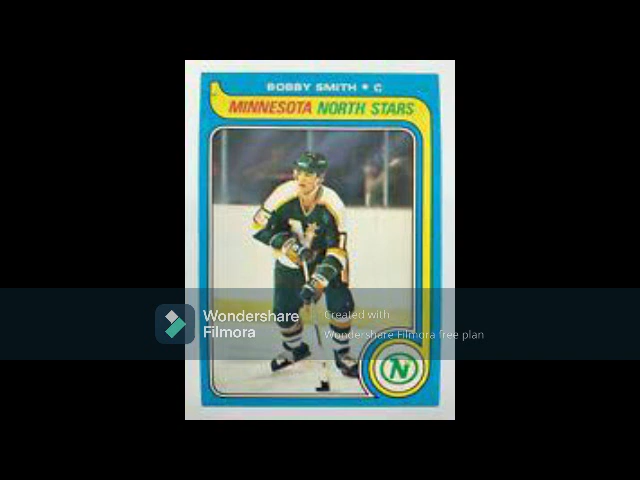 BOBBY SMITH • C
MINNESOTA NORTH STARS
N
Wondershare
Filmora
Created with
Wondershare Filmora free plan